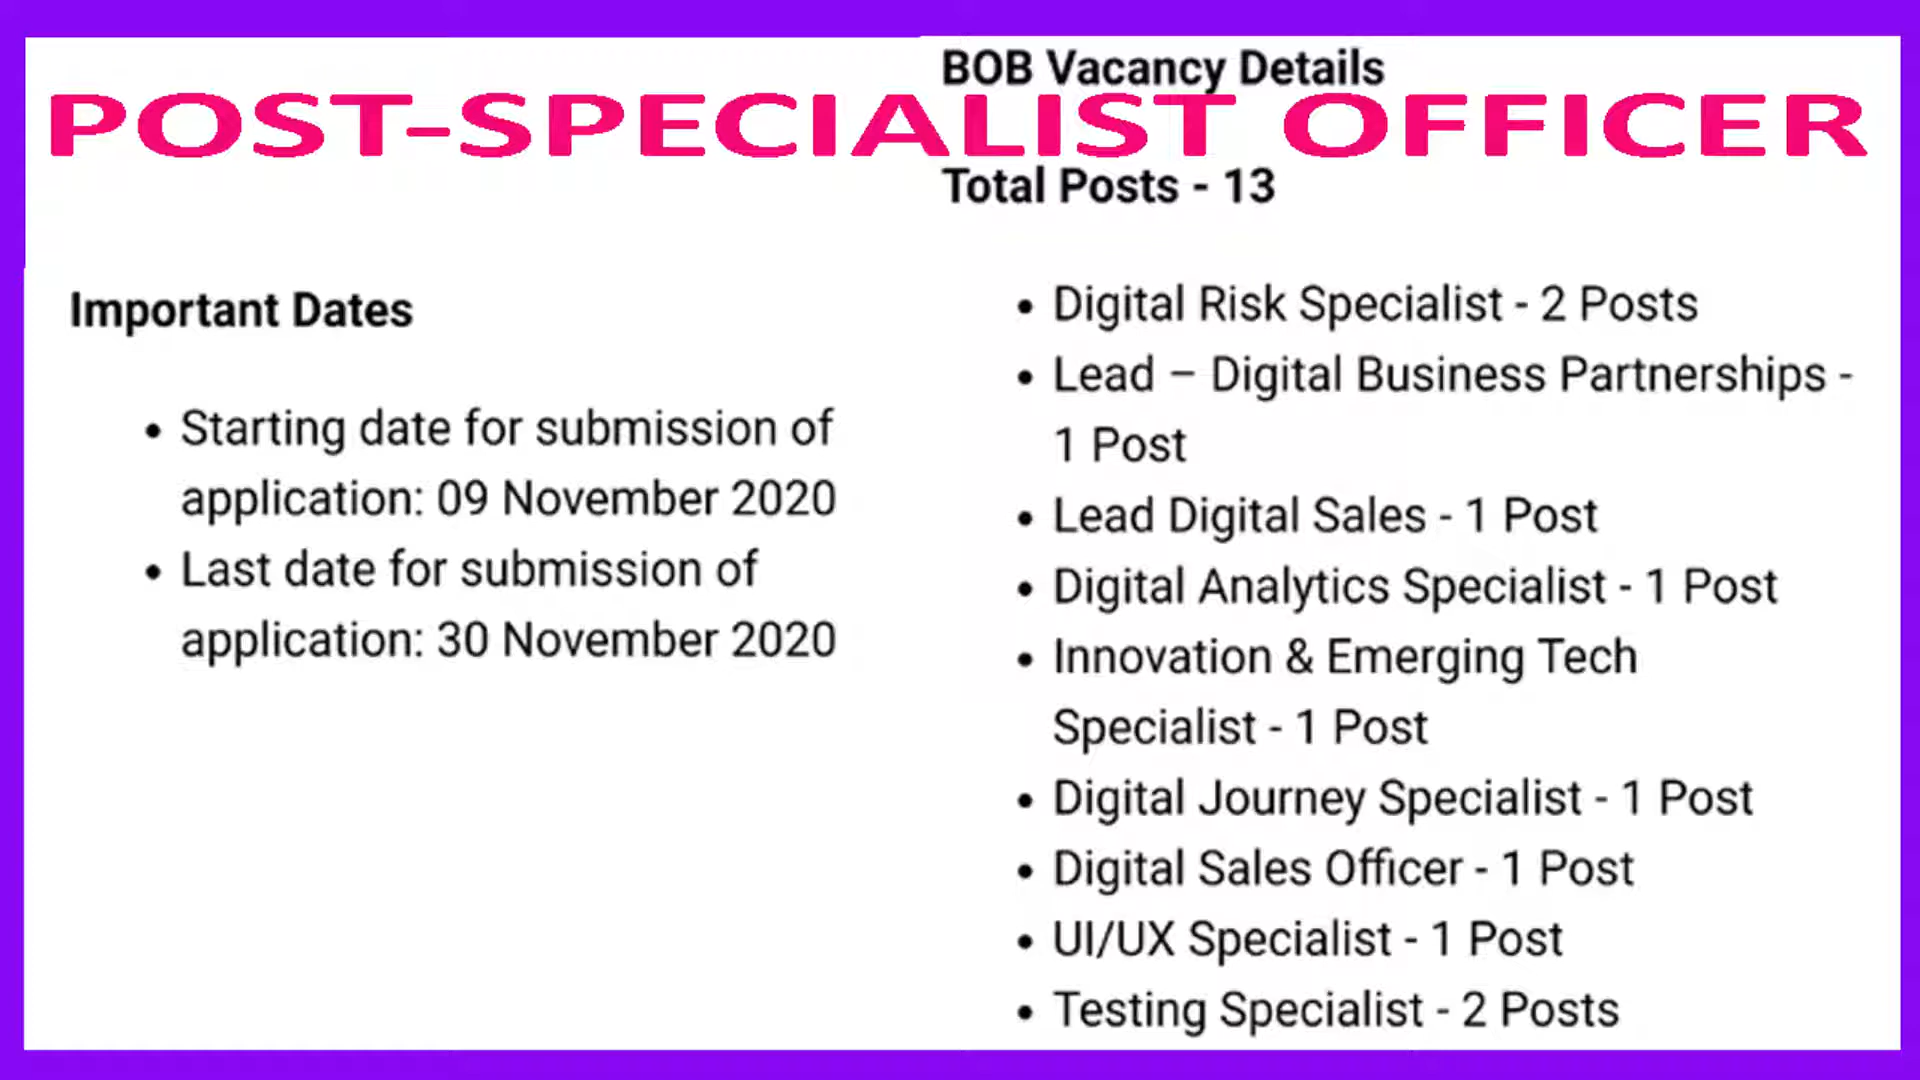 BOB Vacancy Details
POST-SPECIALIST OFFICER
Total Posts - 13
Important Dates
• Starting date for submission of
application: 09 November 2020
• Last date for submission of
application: 30 November 2020
• Digital Risk Specialist - 2 Posts
• Lead – Digital Business Partnerships -
1 Post
• Lead Digital Sales - 1 Post
• Digital Analytics Specialist - 1 Post
• Innovation & Emerging Tech
Specialist - 1 Post
• Digital Journey Specialist - 1 Post
• Digital Sales Officer - 1 Post
• UI/UX Specialist - 1 Post
• Testing Specialist - 2 Posts